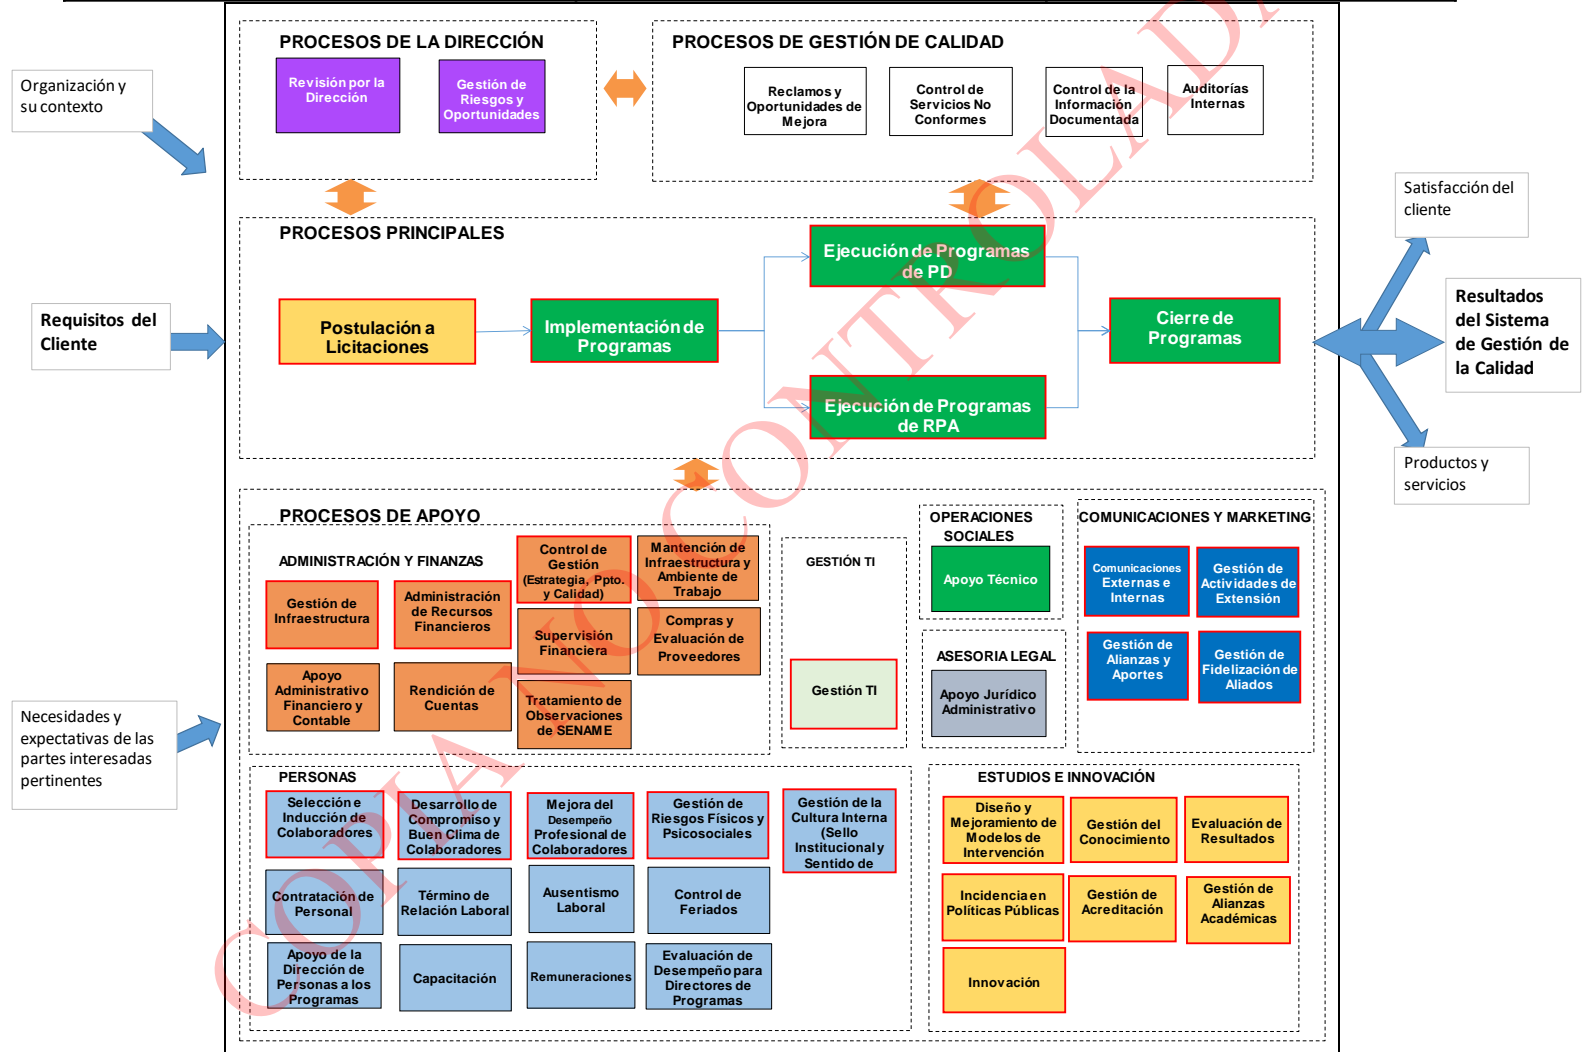 PROCESOS DE LA DIRECCIÓN
Revisión por la
Dirección
Gestión de
Riesgos y
Oportunidades
PROCESOS DE GESTIÓN DE CALIDAD
Reclamos y
Oportunidades de
Mejora
Control de
Servicios No
Conformes
Control de la
Información
Documentada
Auditorías
Internas
Organización y
su contexto
Requisitos del
Cliente
Necesidades y
expectativas de las
partes interesadas
pertinentes
PROCESOS PRINCIPALES
Postulación a
Licitaciones
Implementación de
Programas
Ejecución de Programas
de PD
Ejecución de Programas
de RPA
Cierre de
Programas
Satisfacción del
cliente
Resultados
del Sistema
de Gestión de
la Calidad
Productos y
servicios
PROCESOS DE APOYO
ADMINISTRACIÓN Y FINANZAS
Gestión de
Infraestructura
Administración
de Recursos
Financieros
Control de
Gestión
(Estrategia, Ppto.
y Calidad)
Mantención de
Infraestructura y
Ambiente de
Trabajo
Apoyo
Administrativo
Financiero y
Contable
Rendición de
Cuentas
Supervisión
Financiera
Compras y
Evaluación de
Proveedores
Tratamiento de
Observaciones
de SENAME
GESTIÓN TI
Gestión TI
OPERACIONES
SOCIALES
Apoyo Técnico
ASESORIA LEGAL
Apoyo Jurídico
Administrativo
COMUNICACIONES Y MARKETING
Comunicaciones
Externas e
Internas
Gestión de
Actividades de
Extensión
Gestión de
Alianzas y
Aportes
Gestión de
Fidelización de
Aliados
PERSONAS
Selección e
Inducción de
Colaboradores
Desarrollo de
Compromiso y
Buen Clima de
Colaboradores
Mejora del
Desempeño
Profesional de
Colaboradores
Gestión de
Riesgos Físicos y
Psicosociales
Gestión de la
Cultura Interna
(Sello
Institucional y
Sentido de
Contratación de
Personal
Término de
Relación Laboral
Ausentismo
Laboral
Control de
Feriados
Apoyo de la
Dirección de
Personas a los
Programas
Capacitación
Remuneraciones
Evaluación de
Desempeño para
Directores de
Programas
ESTUDIOS E INNOVACIÓN
Diseño y
Mejoramiento de
Modelos de
Intervención
Gestión del
Conocimiento
Evaluación de
Resultados
Incidencia en
Políticas Públicas
Gestión de
Acreditación
Gestión de
Alianzas
Académicas
Innovación
COPIA NO CONTROLADA